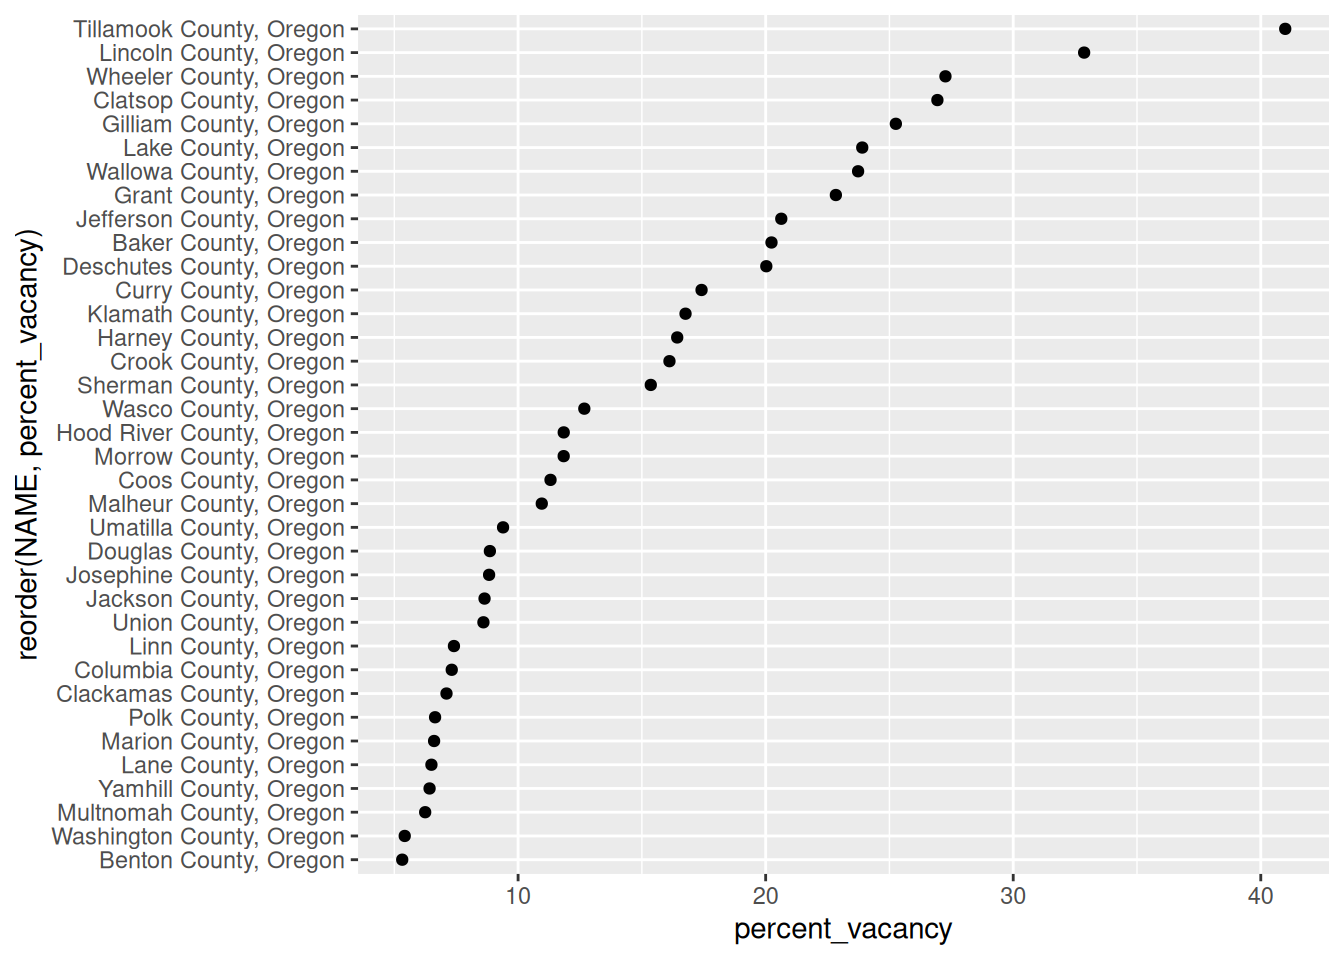 Tillamook County, Oregon
Lincoln County, Oregon
Wheeler County, Oregon
Clatsop County, Oregon
Gilliam County, Oregon
Lake County, Oregon
Wallowa County, Oregon
Grant County, Oregon
Jefferson County, Oregon
Baker County, Oregon
Deschutes County, Oregon
Curry County, Oregon
Klamath County, Oregon
Harney County, Oregon
Crook County, Oregon
Sherman County, Oregon
Wasco County, Oregon
Hood River County, Oregon
Morrow County, Oregon
Coos County, Oregon
Malheur County, Oregon
Umatilla County, Oregon
Douglas County, Oregon
Josephine County, Oregon
Jackson County, Oregon
Union County, Oregon
Linn County, Oregon
Columbia County, Oregon
Clackamas County, Oregon
Polk County, Oregon
Marion County, Oregon
Lane County, Oregon
Yamhill County, Oregon
Multnomah County, Oregon
Washington County, Oregon
Benton County, Oregon
reorder(NAME, percent_vacancy)
10 20 30 40
percent_vacancy